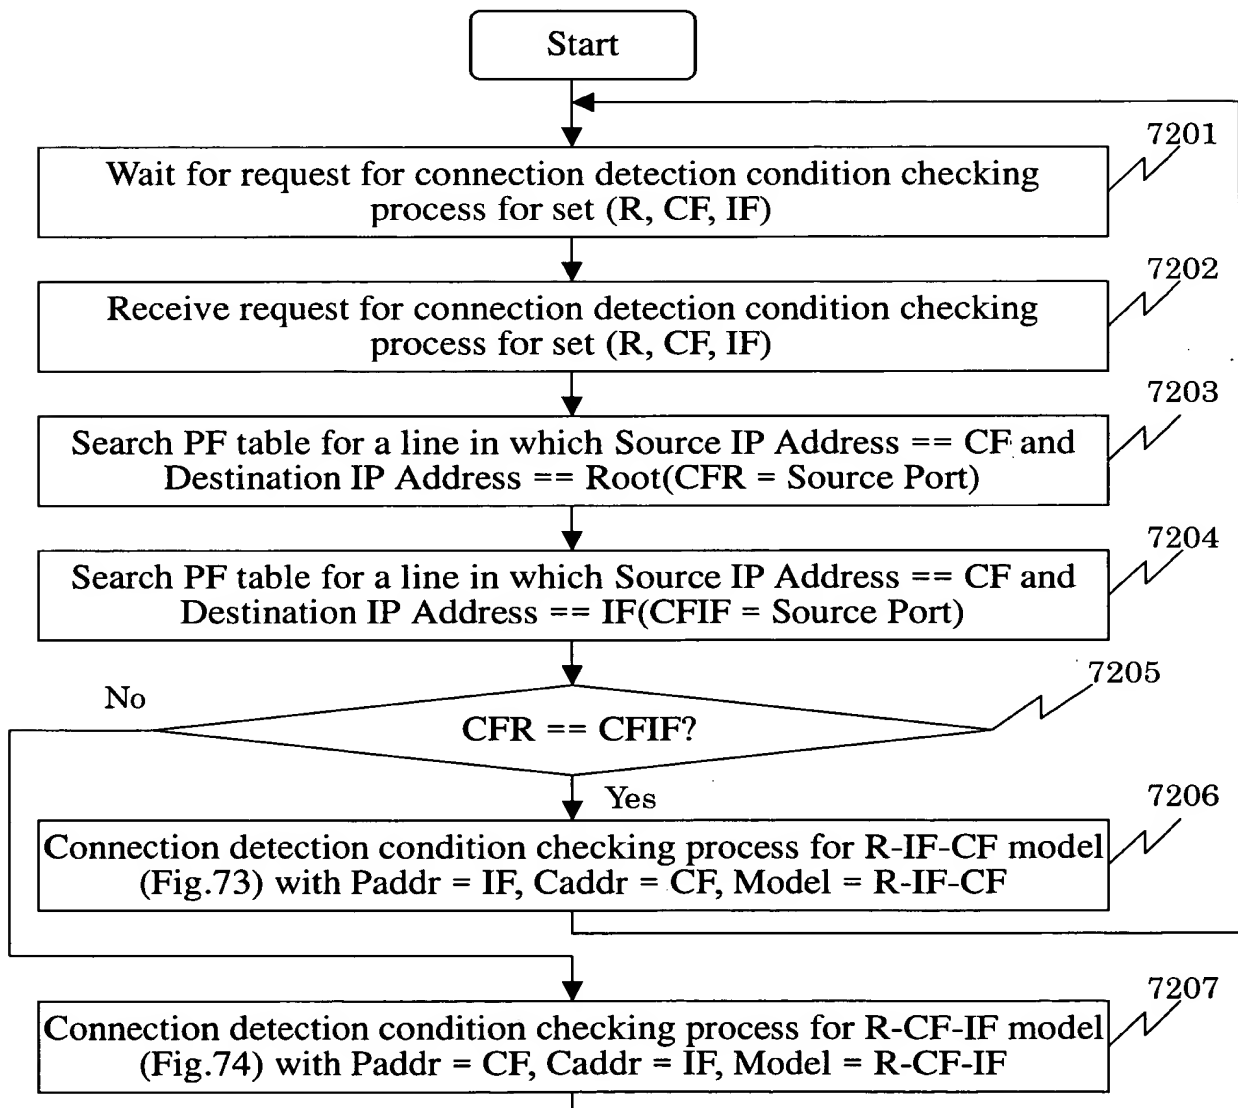 Start
7201
Wait for request for connection detection condition checking
process for set (R, CF, IF)
7202
Receive request for connection detection condition checking
process for set (R, CF, IF)
7203
Search PF table for a line in which Source IP Address == CF and
Destination IP Address == Root(CFR = Source Port)
7204
Search PF table for a line in which Source IP Address == CF and
Destination IP Address == IF(CFIF = Source Port)
7205
No
CFR == CFIF?
Yes
7206
Connection detection condition checking process for R-IF-CF model
(Fig.73) with Paddr = IF, Caddr = CF, Model = R-IF-CF
7207
Connection detection condition checking process for R-CF-IF model
(Fig.74) with Paddr = CF, Caddr = IF, Model = R-CF-IF